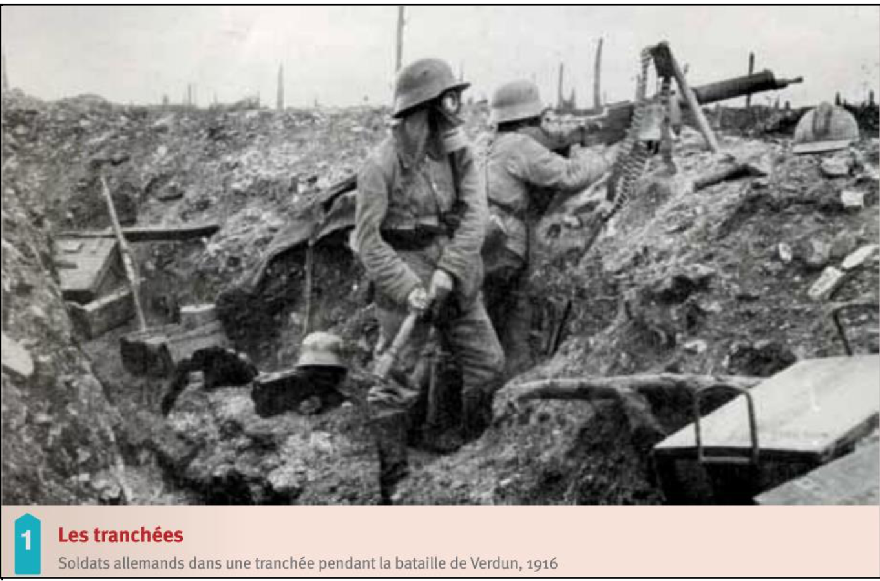 1
Les tranchées
Soldats allemands dans une tranchée pendant la bataille de Verdun, 1916